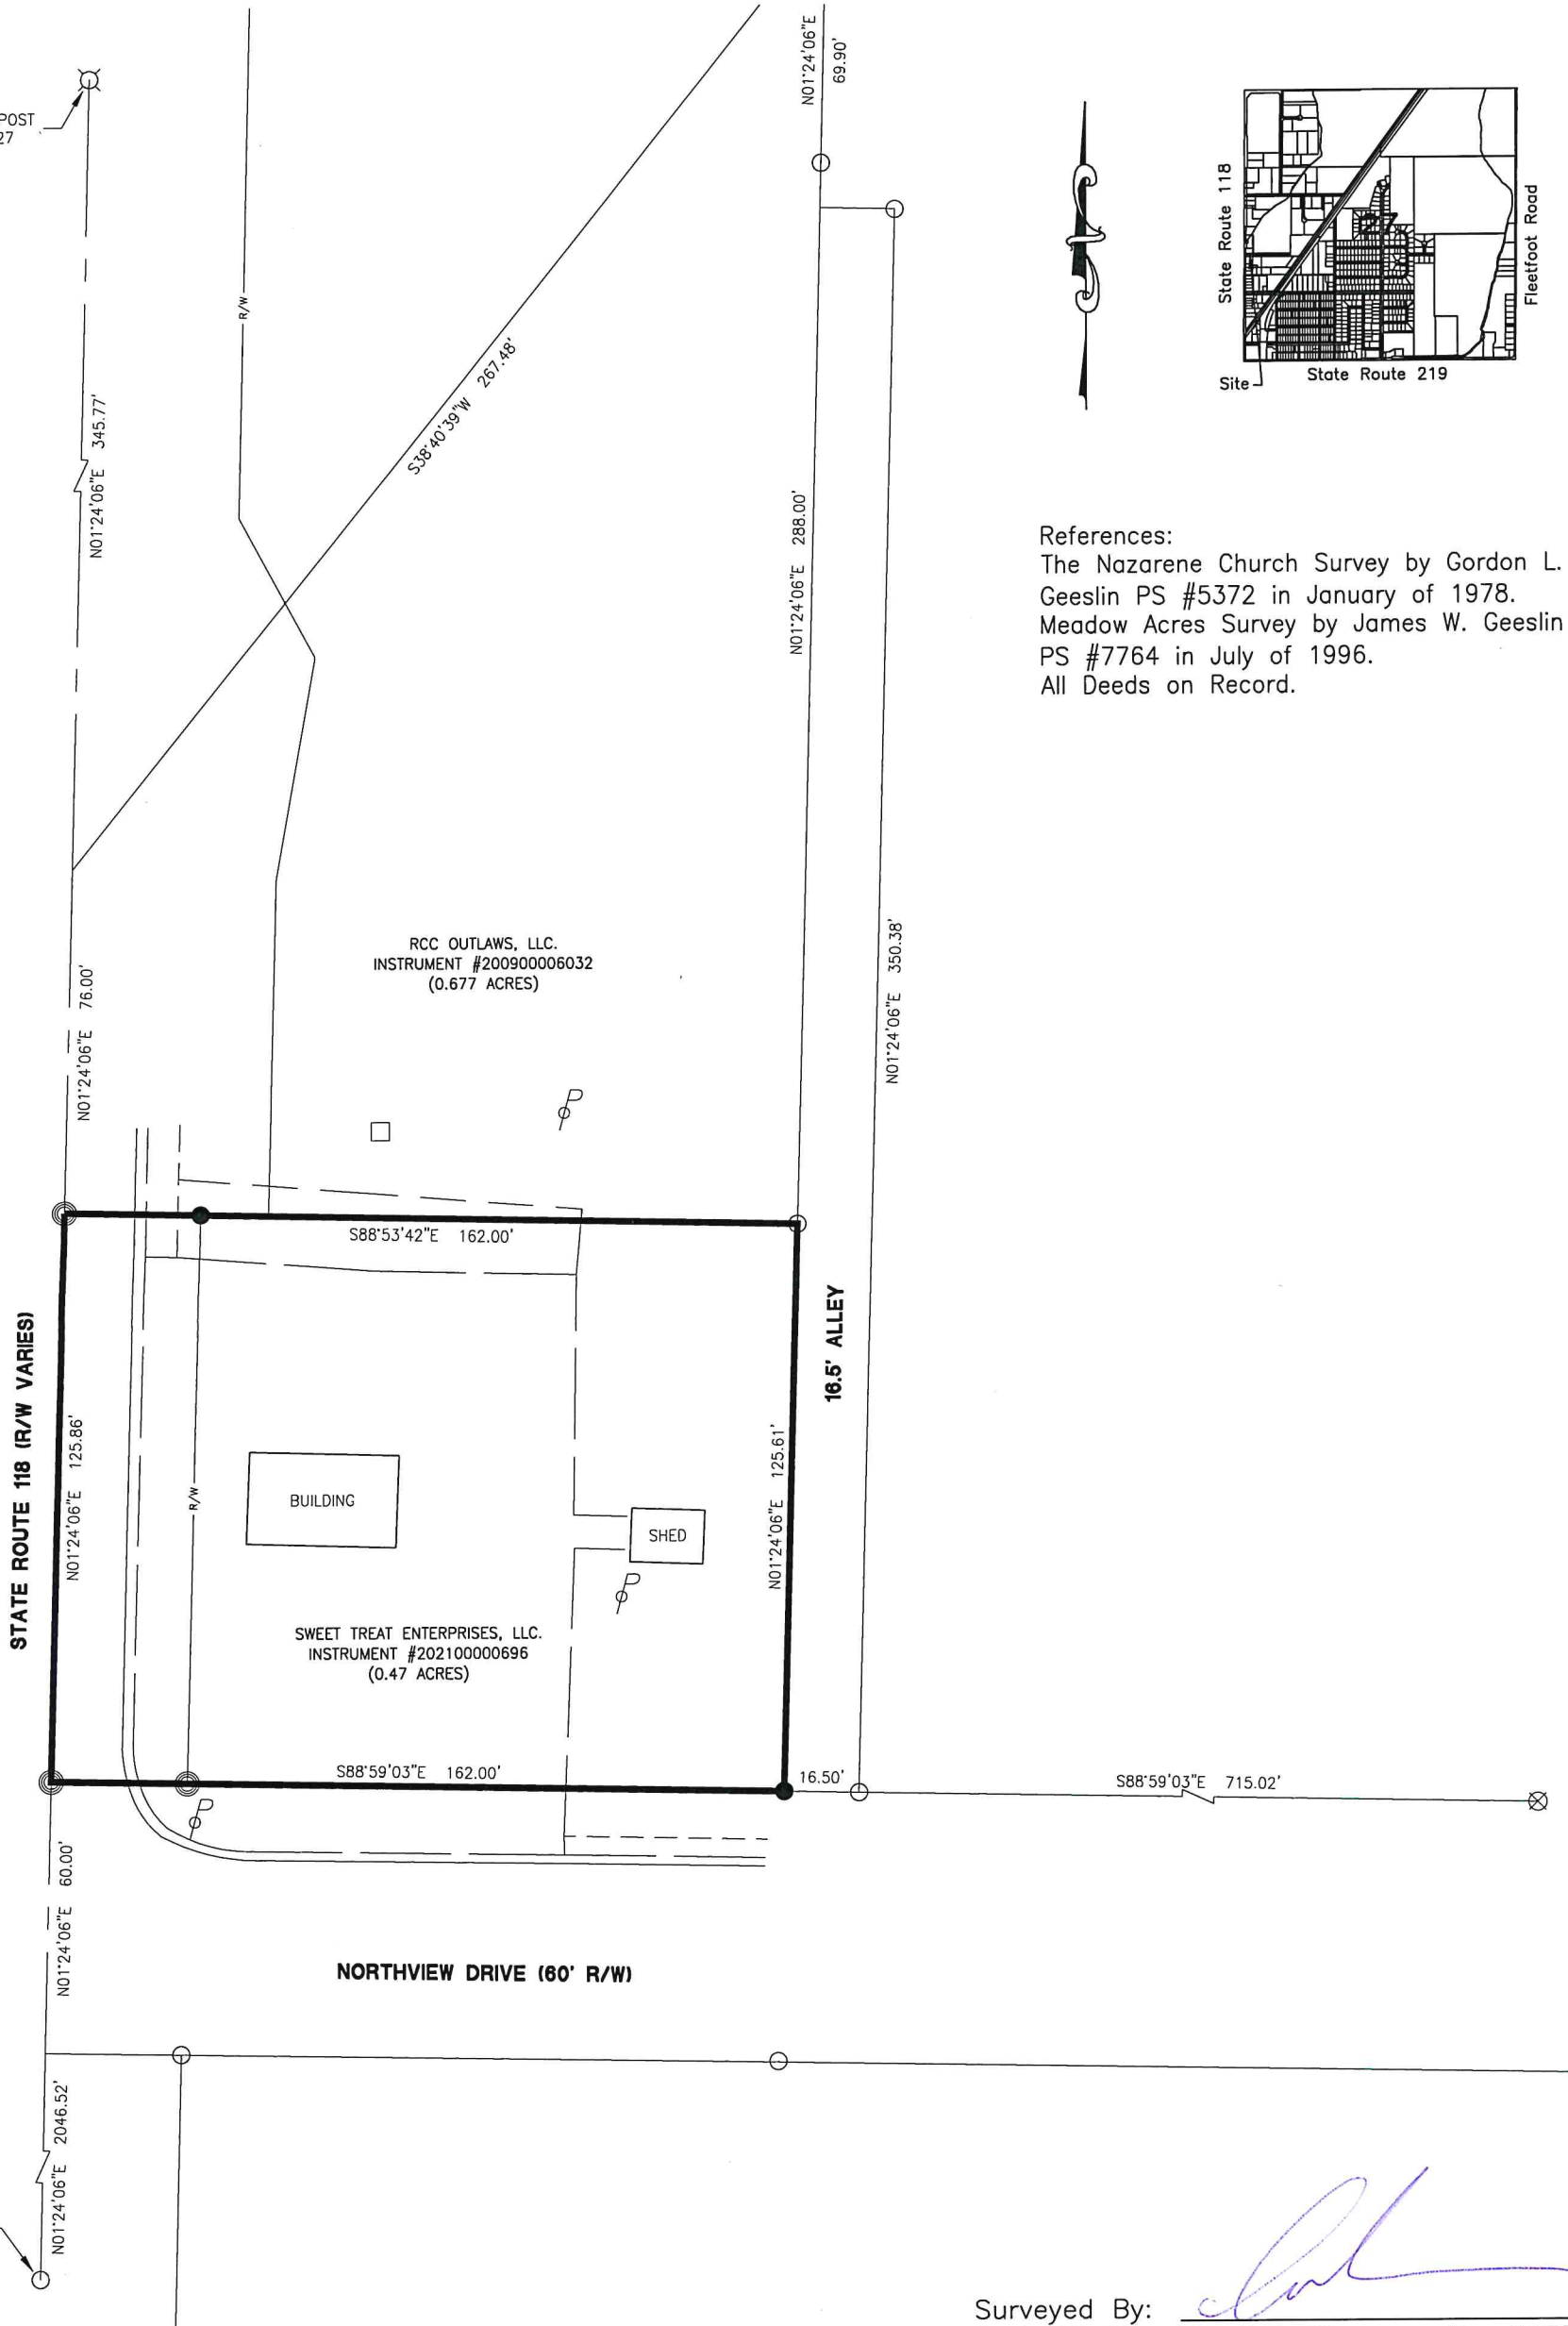 POST
27
N01°24'06"E 69.90'
State Route 118
Fleetfoot Road
27
State Route 219
Site
R/W
N01°24'06"E 345.77'
S38°40'39"W 267.48'
N01°24'06"E 288.00'
References:
The Nazarene Church Survey by Gordon L.
Geeslin PS #5372 in January of 1978.
Meadow Acres Survey by James W. Geeslin
PS #7764 in July of 1996.
All Deeds on Record.
RCC OUTLAWS, LLC.
INSTRUMENT #200900006032
(0.677 ACRES)
N01°24'06"E 76.00'
N01°24'06"E 350.38'
S88°53'42"E 162.00'
STATE ROUTE 118 (R/W VARIES)
N01°24'06"E 125.86'
R/W
BUILDING
SHED
N01°24'06"E 125.61'
16.5' ALLEY
SWEET TREAT ENTERPRISES, LLC.
INSTRUMENT #202100000696
(0.47 ACRES)
S88°59'03"E 162.00'
16.50'
S88°59'03"E 715.02'
N01°24'06"E 60.00'
NORTHVIEW DRIVE (60' R/W)
N01°24'06"E 2046.52'
Surveyed By: